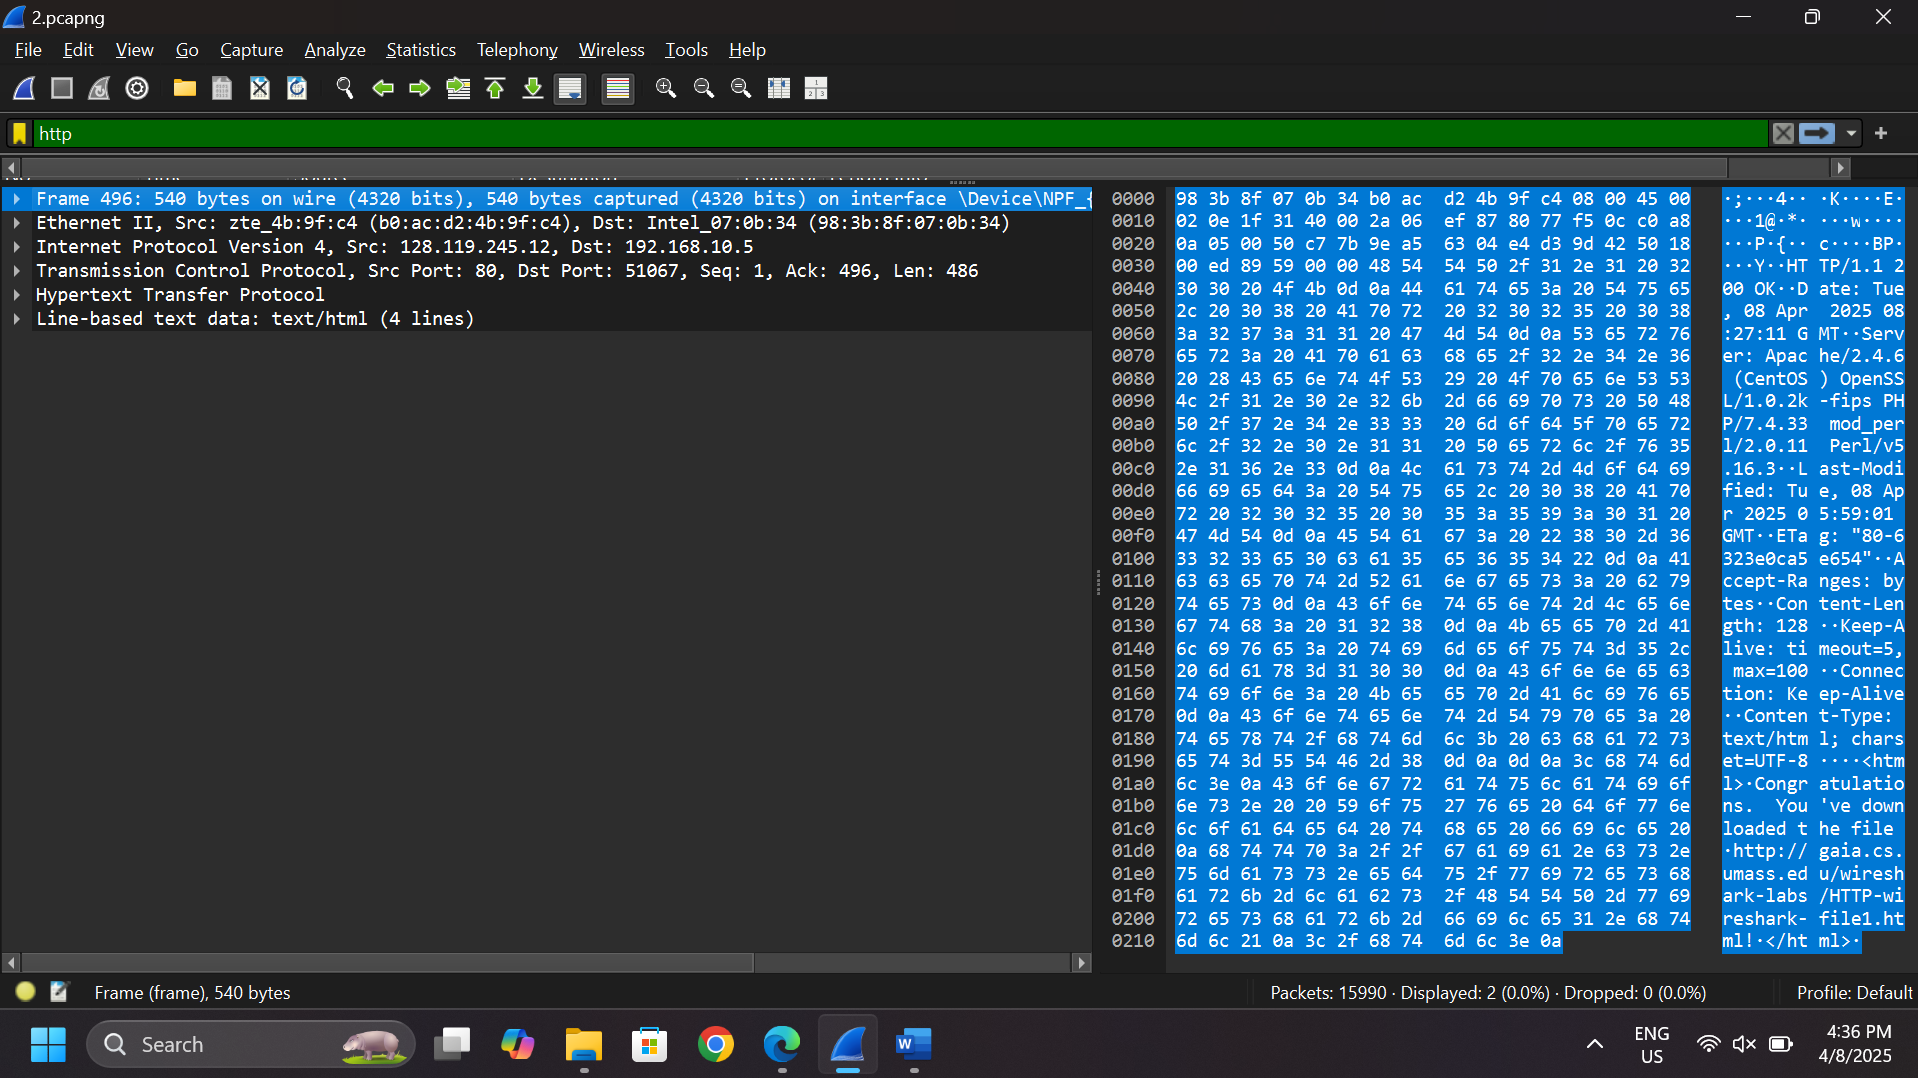 2.pcapng
File Edit View Go Capture Analyze Statistics Telephony Wireless Tools Help
http
Frame 496: 540 bytes on wire (4320 bits), 540 bytes captured (4320 bits) on interface \Device\NPF_{
Ethernet II, Src: zte_4b:9f:c4 (b0:ac:d2:4b:9f:c4), Dst: Intel_07:0b:34 (98:3b:8f:07:0b:34)
Internet Protocol Version 4, Src: 128.119.245.12, Dst: 192.168.10.5
Transmission Control Protocol, Src Port: 80, Dst Port: 51067, Seq: 1, Ack: 496, Len: 486
Hypertext Transfer Protocol
Line-based text data: text/html (4 lines)
0000 98 3b 8f 07 0b 34 b0 ac d2 4b 9f c4 08 00 45 00 ·;···4·· ·K····E·
0010 02 0e 1f 31 40 00 2a 06 ef 87 80 77 f5 0c c0 a8 ···1@·*· ···w····
0020 0a 05 00 50 c7 7b 9e a5 63 04 e4 d3 9d 42 50 18 ···P·{·· c····BP·
0030 00 ed 89 59 00 00 48 54 54 50 2f 31 2e 31 20 32 ···Y··HT TP/1.1 2
0040 30 30 20 4f 4b 0d 0a 44 61 74 65 3a 20 54 75 65 00 OK··D ate: Tue
0050 2c 20 30 38 20 41 70 72 20 32 30 32 35 20 30 38 , 08 Apr 2025 08
0060 3a 32 37 3a 31 31 20 47 4d 54 0d 0a 53 65 72 76 :27:11 G MT··Serv
0070 65 72 3a 20 41 70 61 63 68 65 2f 32 2e 34 2e 36 er: Apac he/2.4.6
0080 20 28 43 65 6e 74 4f 53 29 20 4f 70 65 6e 53 53 (CentOS ) OpenSS
0090 4c 2f 31 2e 30 2e 32 6b 2d 66 69 70 73 20 50 48 L/1.0.2k -fips PH
00a0 50 2f 37 2e 34 2e 33 33 20 6d 6f 64 5f 70 65 72 P/7.4.33 mod_per
00b0 6c 2f 32 2e 30 2e 31 31 20 50 65 72 6c 2f 76 35 l/2.0.11 Perl/v5
00c0 2e 31 36 2e 33 0d 0a 4c 61 73 74 2d 4d 6f 64 69 .16.3··L ast-Modi
00d0 66 69 65 64 3a 20 54 75 65 2c 20 30 38 20 41 70 fied: Tu e, 08 Ap
00e0 72 20 32 30 32 35 20 30 35 3a 35 39 3a 30 31 20 r 2025 0 5:59:01
00f0 47 4d 54 0d 0a 45 54 61 67 3a 20 22 38 30 2d 36 GMT··ETa g: "80-6
0100 33 32 33 65 30 63 61 35 65 36 35 34 22 0d 0a 41 323e0ca5 e654"··A
0110 63 63 65 70 74 2d 52 61 6e 67 65 73 3a 20 62 79 ccept-Ra nges: by
0120 74 65 73 0d 0a 43 6f 6e 74 65 6e 74 2d 4c 65 6e tes··Con tent-Len
0130 67 74 68 3a 20 31 32 38 0d 0a 4b 65 65 70 2d 41 gth: 128 ··Keep-A
0140 6c 69 76 65 3a 20 74 69 6d 65 6f 75 74 3d 35 2c live: ti meout=5,
0150 20 6d 61 78 3d 31 30 30 0d 0a 43 6f 6e 6e 65 63 max=100 ··Connec
0160 74 69 6f 6e 3a 20 4b 65 65 70 2d 41 6c 69 76 65 tion: Ke ep-Alive
0170 0d 0a 43 6f 6e 74 65 6e 74 2d 54 79 70 65 3a 20 ··Conten t-Type:
0180 74 65 78 74 2f 68 74 6d 6c 3b 20 63 68 61 72 73 text/htm l; chars
0190 65 74 3d 55 54 46 2d 38 0d 0a 0d 0a 3c 68 74 6d et=UTF-8 ····<htm
01a0 6c 3e 0a 43 6f 6e 67 72 61 74 75 6c 61 74 69 6f l>·Congr atulatio
01b0 6e 73 2e 20 20 59 6f 75 27 76 65 20 64 6f 77 6e ns.  You 've down
01c0 6c 6f 61 64 65 64 20 74 68 65 20 66 69 6c 65 20 loaded t he file
01d0 0a 68 74 74 70 3a 2f 2f 67 61 69 61 2e 63 73 2e ·http:// gaia.cs.
01e0 75 6d 61 73 73 2e 65 64 75 2f 77 69 72 65 73 68 umass.ed u/wiresh
01f0 61 72 6b 2d 6c 61 62 73 2f 48 54 54 50 2d 77 69 ark-labs /HTTP-wi
0200 72 65 73 68 61 72 6b 2d 66 69 6c 65 31 2e 68 74 reshark- file1.ht
0210 6d 6c 21 0a 3c 2f 68 74 6d 6c 3e 0a ml!·</ht ml>·
Frame (frame), 540 bytes
Packets: 15990 · Displayed: 2 (0.0%) · Dropped: 0 (0.0%)
Profile: Default
Search
ENG
US
4:36 PM
4/8/2025